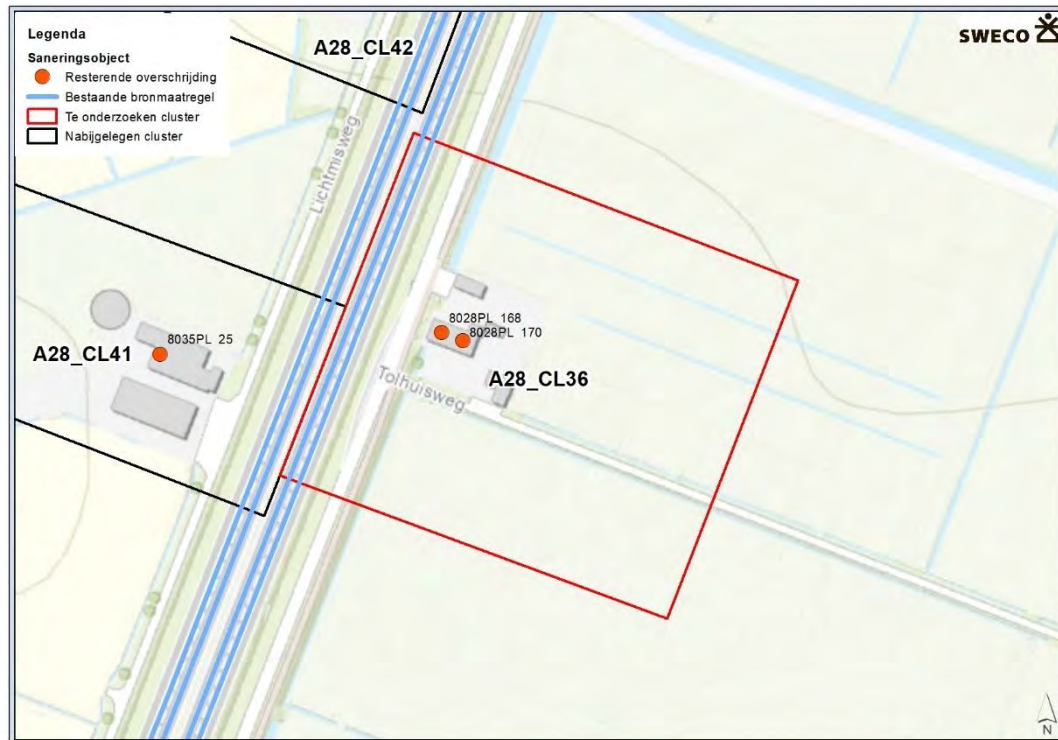 Legenda
Saneringsobject
Resterende overschrijding
Bestaande bronmaatregel
Te onderzoeken cluster
Nabijgelegen cluster
A28_CL42
SWECO
Lichtmisweg
8028PL 168
8028PL 170
8035PL 25
A28_CL41
A28_CL36
Tolhuisweg
N